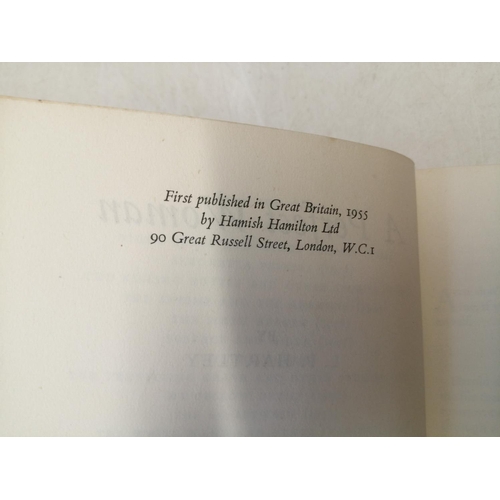 First published in Great Britain, 1955
by Hamish Hamilton Ltd
90 Great Russell Street, London, W.C.1